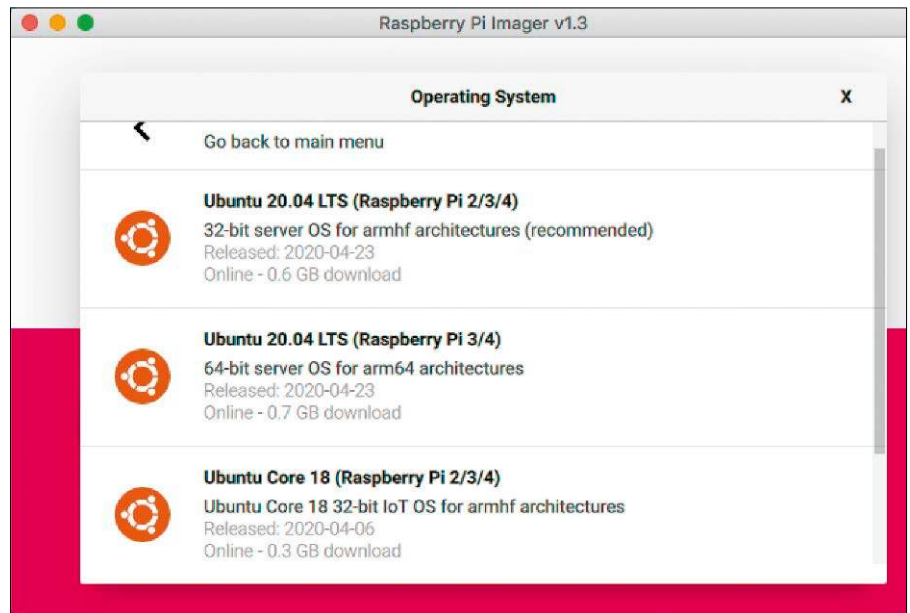 Raspberry Pi Imager v1.3
Operating System X
Go back to main menu
Ubuntu 20.04 LTS (Raspberry Pi 2/3/4)
32-bit server OS for armhf architectures (recommended)
Released: 2020-04-23
Online - 0.6 GB download
Ubuntu 20.04 LTS (Raspberry Pi 3/4)
64-bit server OS for arm64 architectures
Released: 2020-04-23
Online - 0.7 GB download
Ubuntu Core 18 (Raspberry Pi 2/3/4)
Ubuntu Core 18 32-bit IoT OS for armhf architectures
Released: 2020-04-06
Online - 0.3 GB download